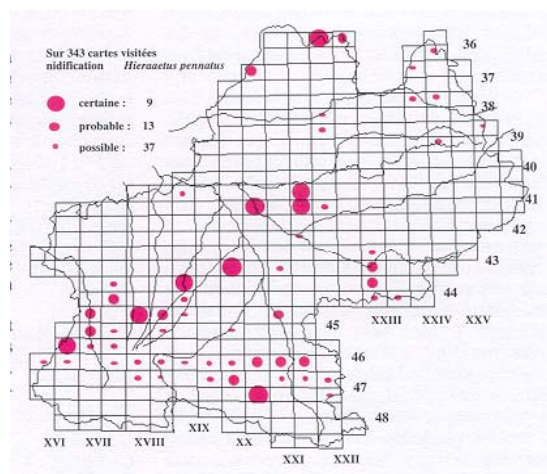 Sur 343 cartes visitées
nidification Hieraaetus pennatus
certaine : 9
probable : 13
possible : 37
36
37
38
39
40
41
42
43
44
XXIII XXIV XXV
45
46
47
48
XVI XVII XVIII XIX XX XXI XXII